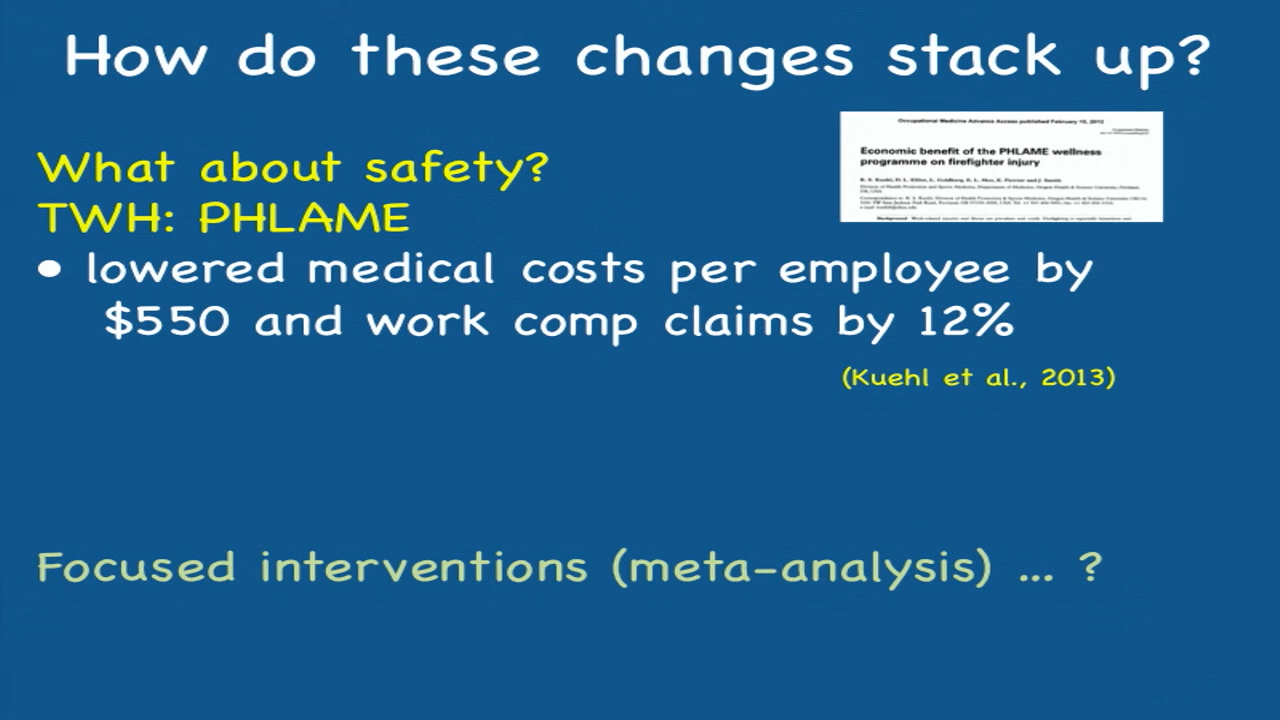 How do these changes stack up?
Occupational Medicine Advance Access published February 15, 2013
Economic benefit of the PHLAME wellness
programme on firefighter injury
What about safety?
TWH: PHLAME
• lowered medical costs per employee by
$550 and work comp claims by 12%
(Kuehl et al., 2013)
Focused interventions (meta-analysis) ... ?